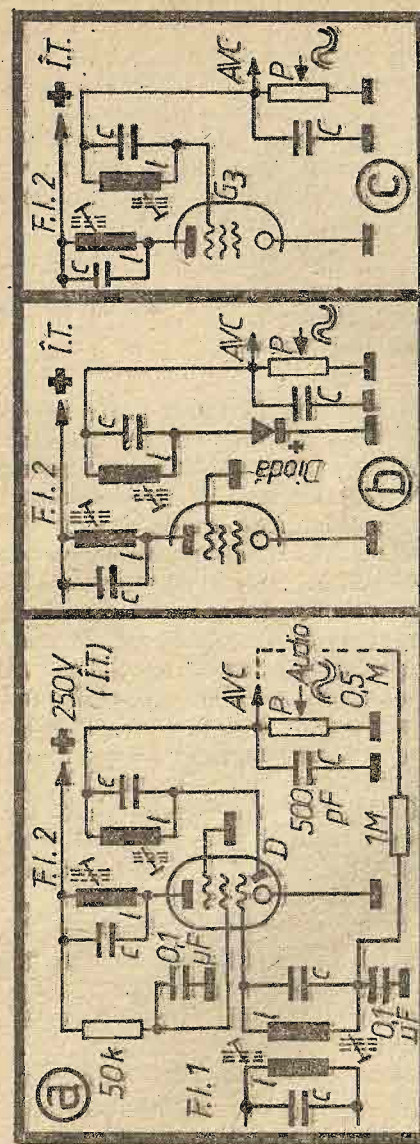 a
F.I. 2
+ 250V
(Î.T.)
50k
C
l
0,1
µF
C
l
AVC
P
Audio
0,5
M
500
pF
C
D
F.I. 1
C
l
l
C
0,1
µF
1M
b
F.I. 2
+ Î.T.
C
l
C
l
AVC
P
C
Diodă
+
c
F.I. 2
+ Î.T.
C
l
C
l
G3
AVC
P
C